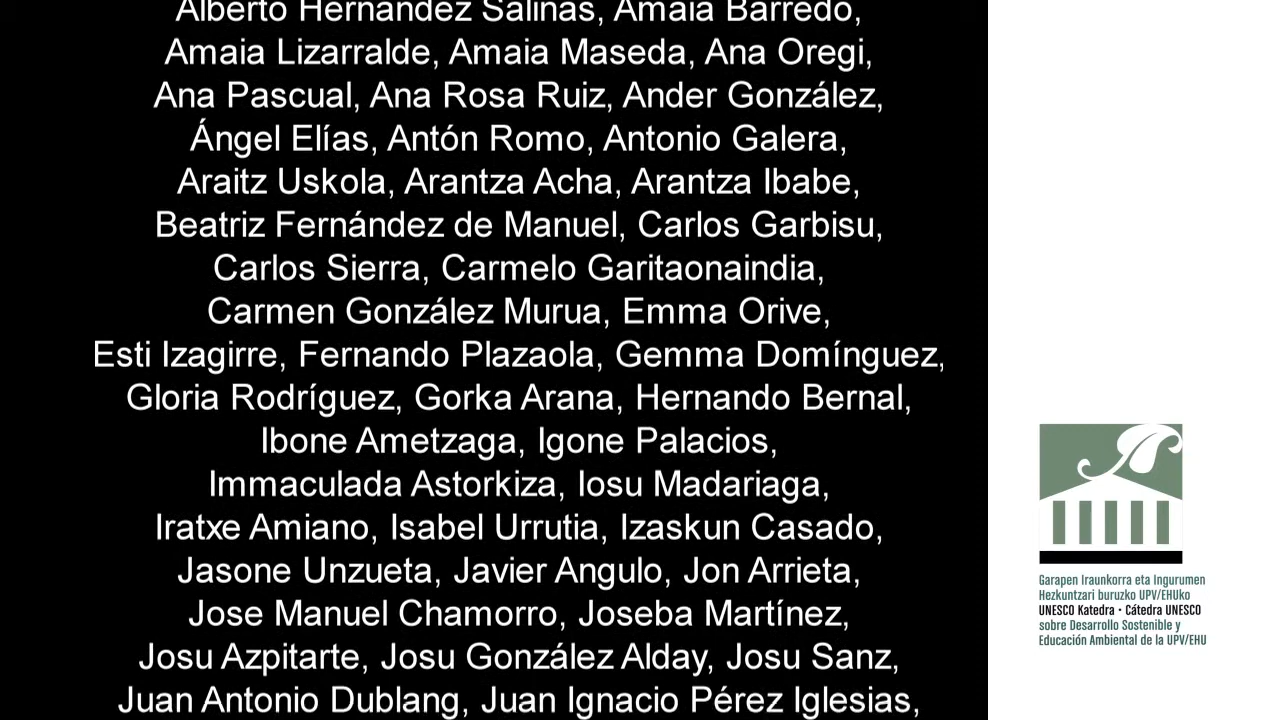 Alberto Hernández Salinas, Amaia Barredo,
Amaia Lizarralde, Amaia Maseda, Ana Oregi,
Ana Pascual, Ana Rosa Ruiz, Ander González,
Ángel Elías, Antón Romo, Antonio Galera,
Araitz Uskola, Arantza Acha, Arantza Ibabe,
Beatriz Fernández de Manuel, Carlos Garbisu,
Carlos Sierra, Carmelo Garitaonaindia,
Carmen González Murua, Emma Orive,
Esti Izagirre, Fernando Plazaola, Gemma Domínguez,
Gloria Rodríguez, Gorka Arana, Hernando Bernal,
Ibone Ametzaga, Igone Palacios,
Immaculada Astorkiza, Iosu Madariaga,
Iratxe Amiano, Isabel Urrutia, Izaskun Casado,
Jasone Unzueta, Javier Angulo, Jon Arrieta,
Jose Manuel Chamorro, Joseba Martínez,
Josu Azpitarte, Josu González Alday, Josu Sanz,
Juan Antonio Dublang, Juan Ignacio Pérez Iglesias,
Garapen Iraunkorra eta Ingurumen
Hezkuntzari buruzko UPV/EHUko
UNESCO Katedra • Cátedra UNESCO
sobre Desarrollo Sostenible y
Educación Ambiental de la UPV/EHU